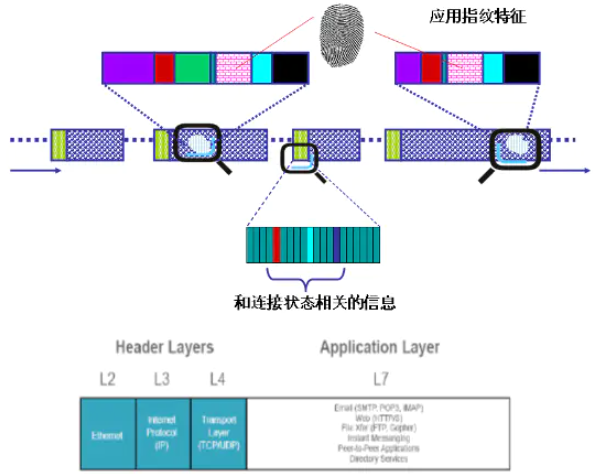 应用指纹特征
和连接状态相关的信息
Header Layers
Application Layer
L2
L3
L4
L7
Ethernet
Internet
Protocol
(IP)
Transport
Layer
(TCP/UDP)
Email (SMTP, POP3, IMAP)
Web (HTTP/S)
File Xfer (FTP, Gopher)
Instant Messaging
Peer-to-Peer Applications
Directory Services